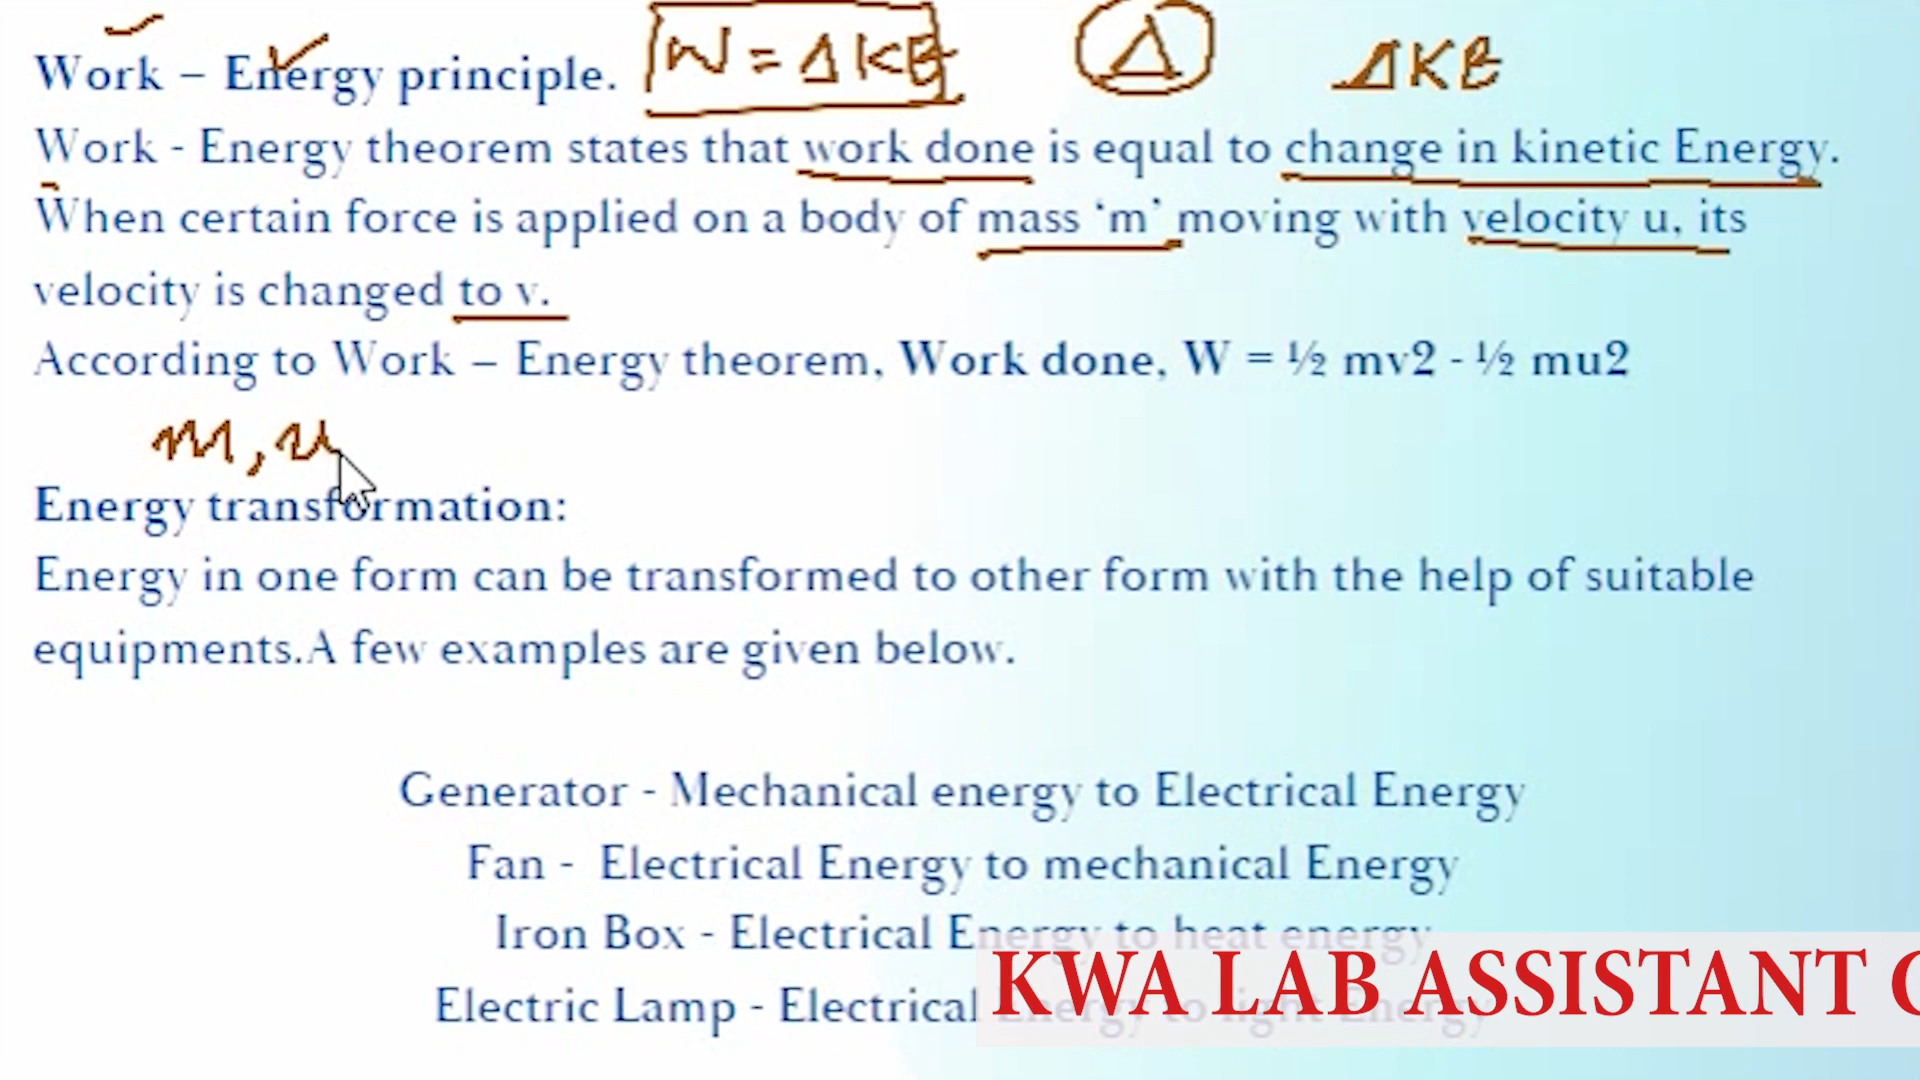 W = ΔKE Δ ΔKE
Work – Energy principle.
Work - Energy theorem states that work done is equal to change in kinetic Energy.
When certain force is applied on a body of mass ‘m’ moving with velocity u, its
velocity is changed to v.
According to Work – Energy theorem, Work done, W = ½ mv2 - ½ mu2
m, u
Energy transformation:
Energy in one form can be transformed to other form with the help of suitable
equipments.A few examples are given below.
Generator - Mechanical energy to Electrical Energy
Fan - Electrical Energy to mechanical Energy
Iron Box - Electrical Energy to heat energy
Electric Lamp - Electrical Energy to light Energy
KWA LAB ASSISTANT